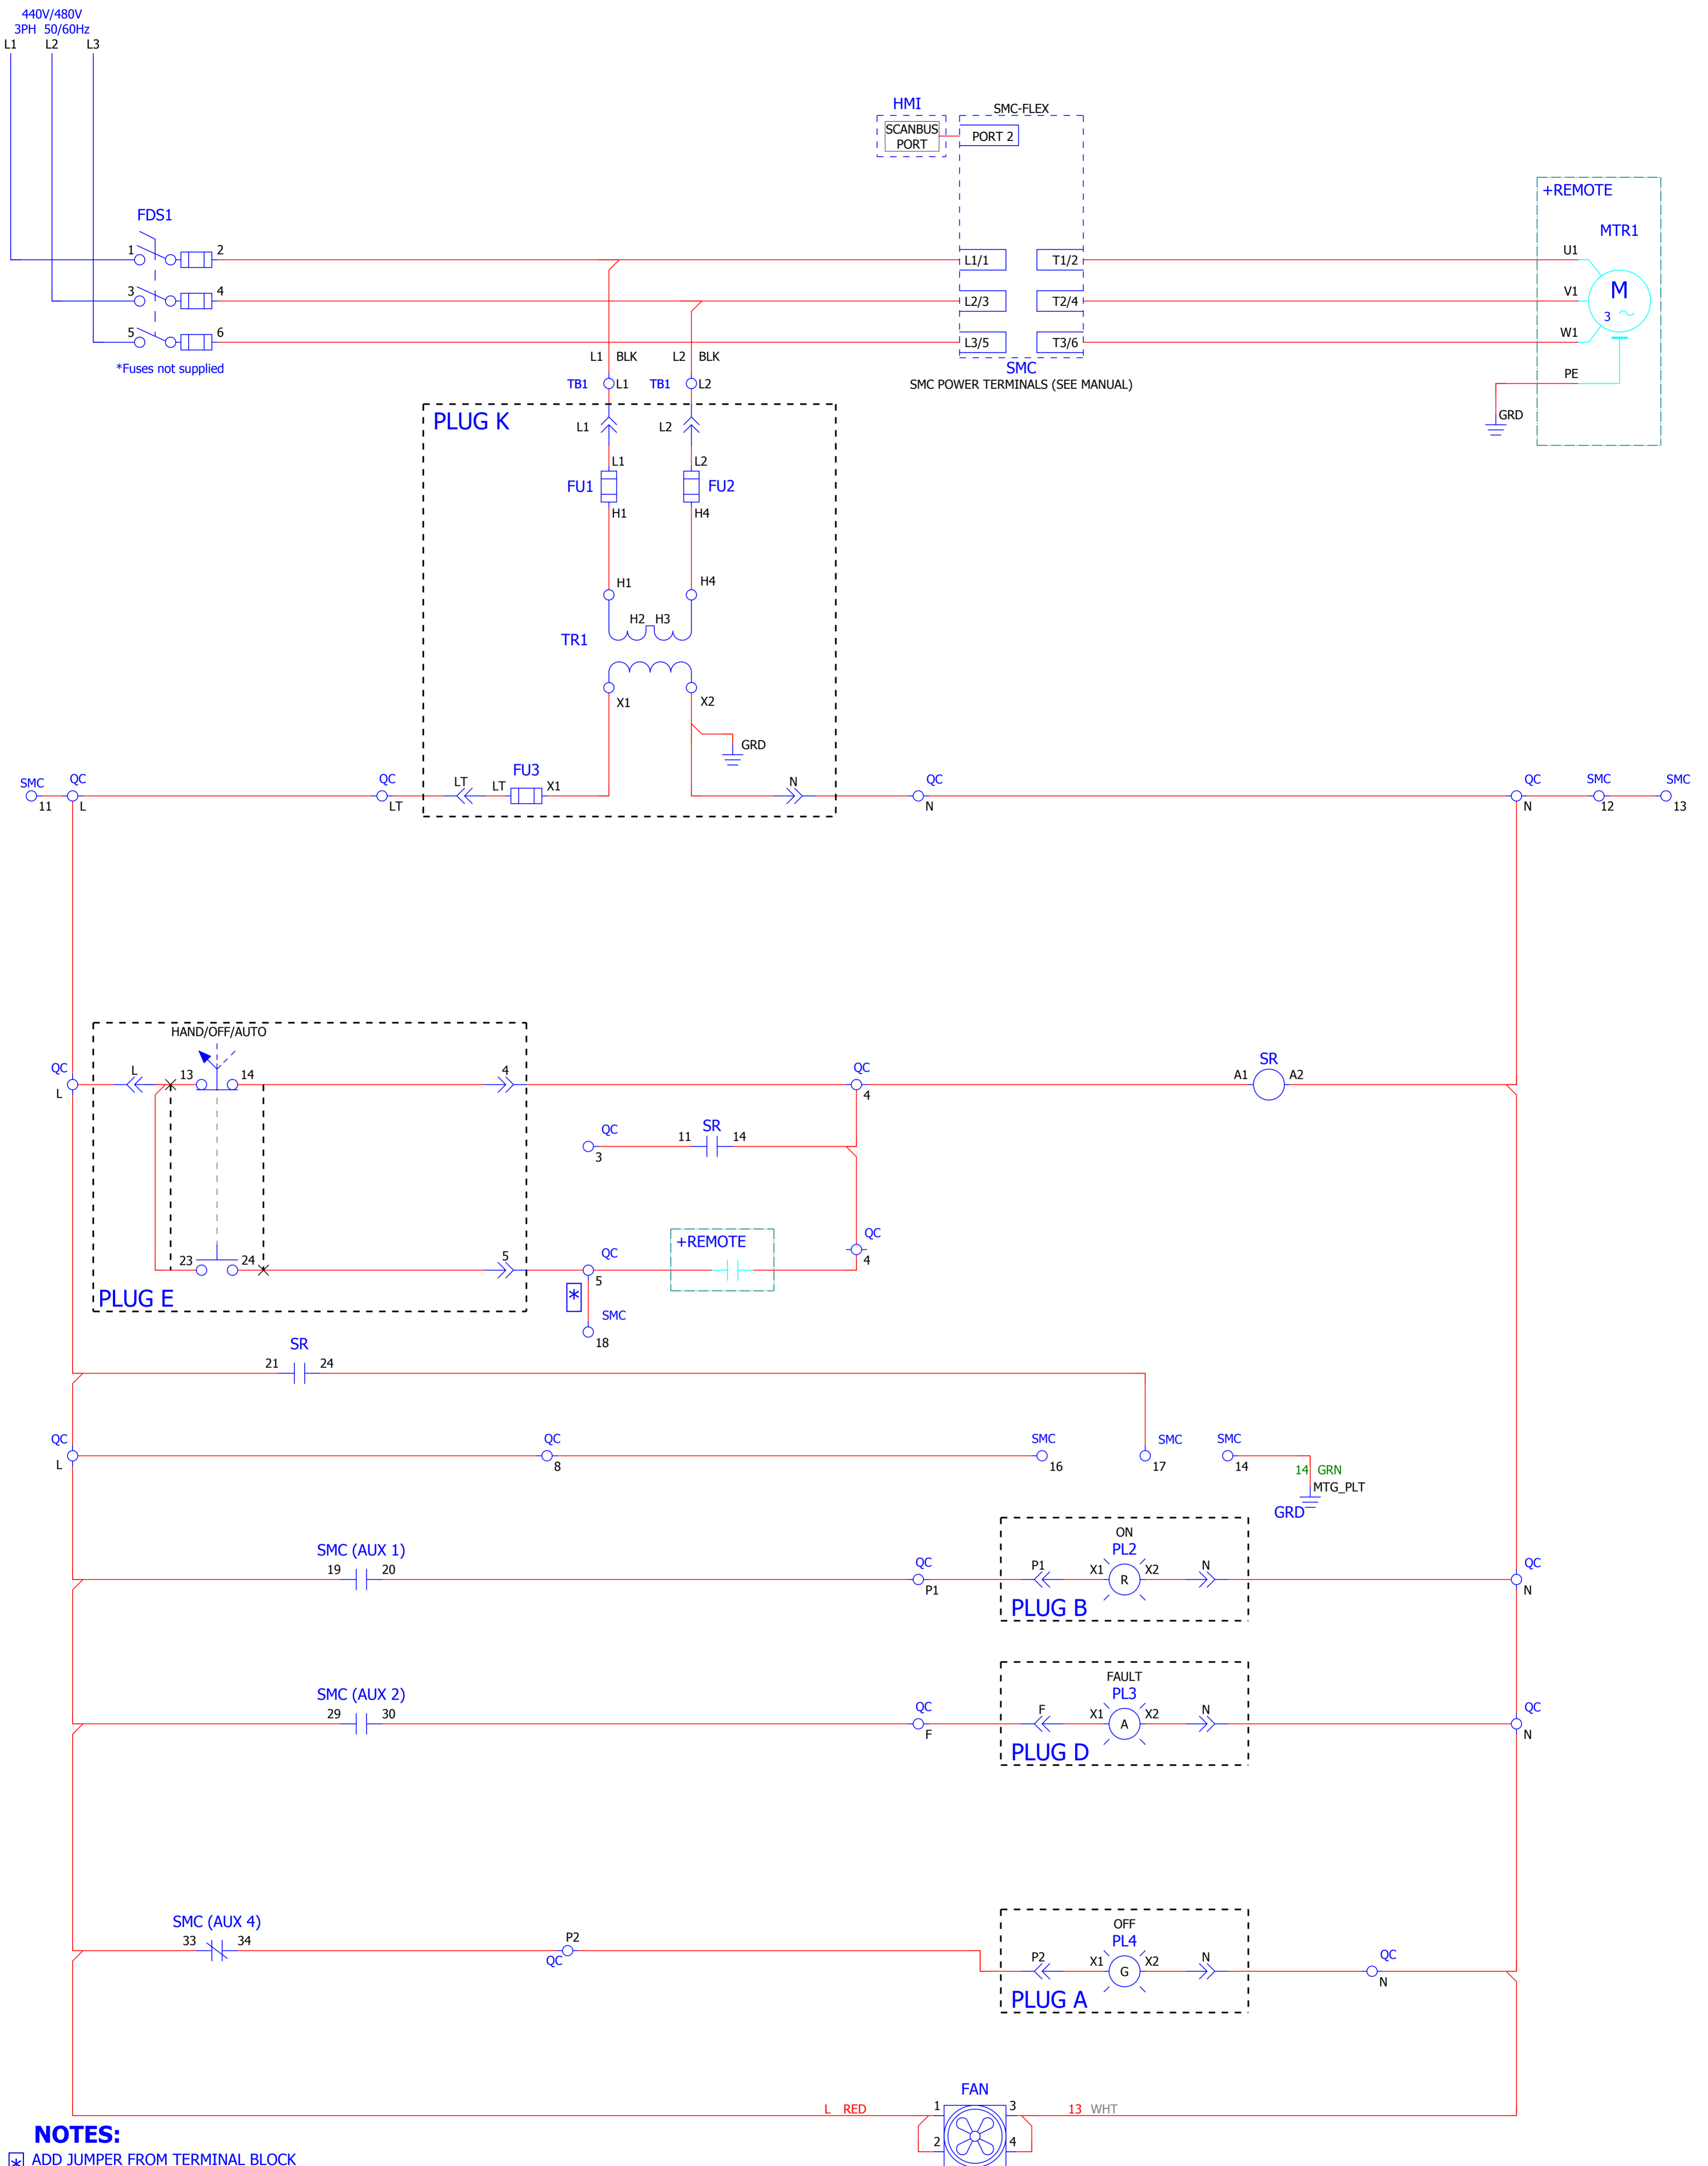 440V/480V
3PH 50/60Hz
L1 L2 L3
HMI
SMC-FLEX
SCANBUS
PORT
PORT 2
+REMOTE
FDS1
MTR1
1 2
L1/1 T1/2
U1
3 4
L2/3 T2/4
V1
M
3
5 6
L3/5 T3/6
W1
*Fuses not supplied
L1 BLK L2 BLK
SMC
SMC POWER TERMINALS (SEE MANUAL)
PE
GRD
TB1 L1 TB1 L2
PLUG K
L1 L2
L1 L2
FU1 FU2
H1 H4
H1 H4
H2 H3
TR1
X1 X2
GRD
SMC QC QC LT LT FU3 X1 N QC QC SMC SMC
11 L LT N N 12 13
HAND/OFF/AUTO
QC L 13 14 4 QC SR
A1 A2
L 4
QC SR
11 14
3
23 24 5 QC +REMOTE QC
5 4
PLUG E
*
SMC
18
SR
21 24
QC QC SMC SMC SMC
L 8 16 17 14
14 GRN
MTG_PLT
GRD
ON
SMC (AUX 1) PL2
19 20 QC P1 X1 R X2 N QC
P1 N
PLUG B
FAULT
SMC (AUX 2) PL3
29 30 QC F X1 A X2 N QC
F N
PLUG D
OFF
SMC (AUX 4) PL4
33 34 P2
QC
P2 X1 G X2 N QC
N
PLUG A
FAN
L RED 1 3 13 WHT
2 4
NOTES:
* ADD JUMPER FROM TERMINAL BLOCK